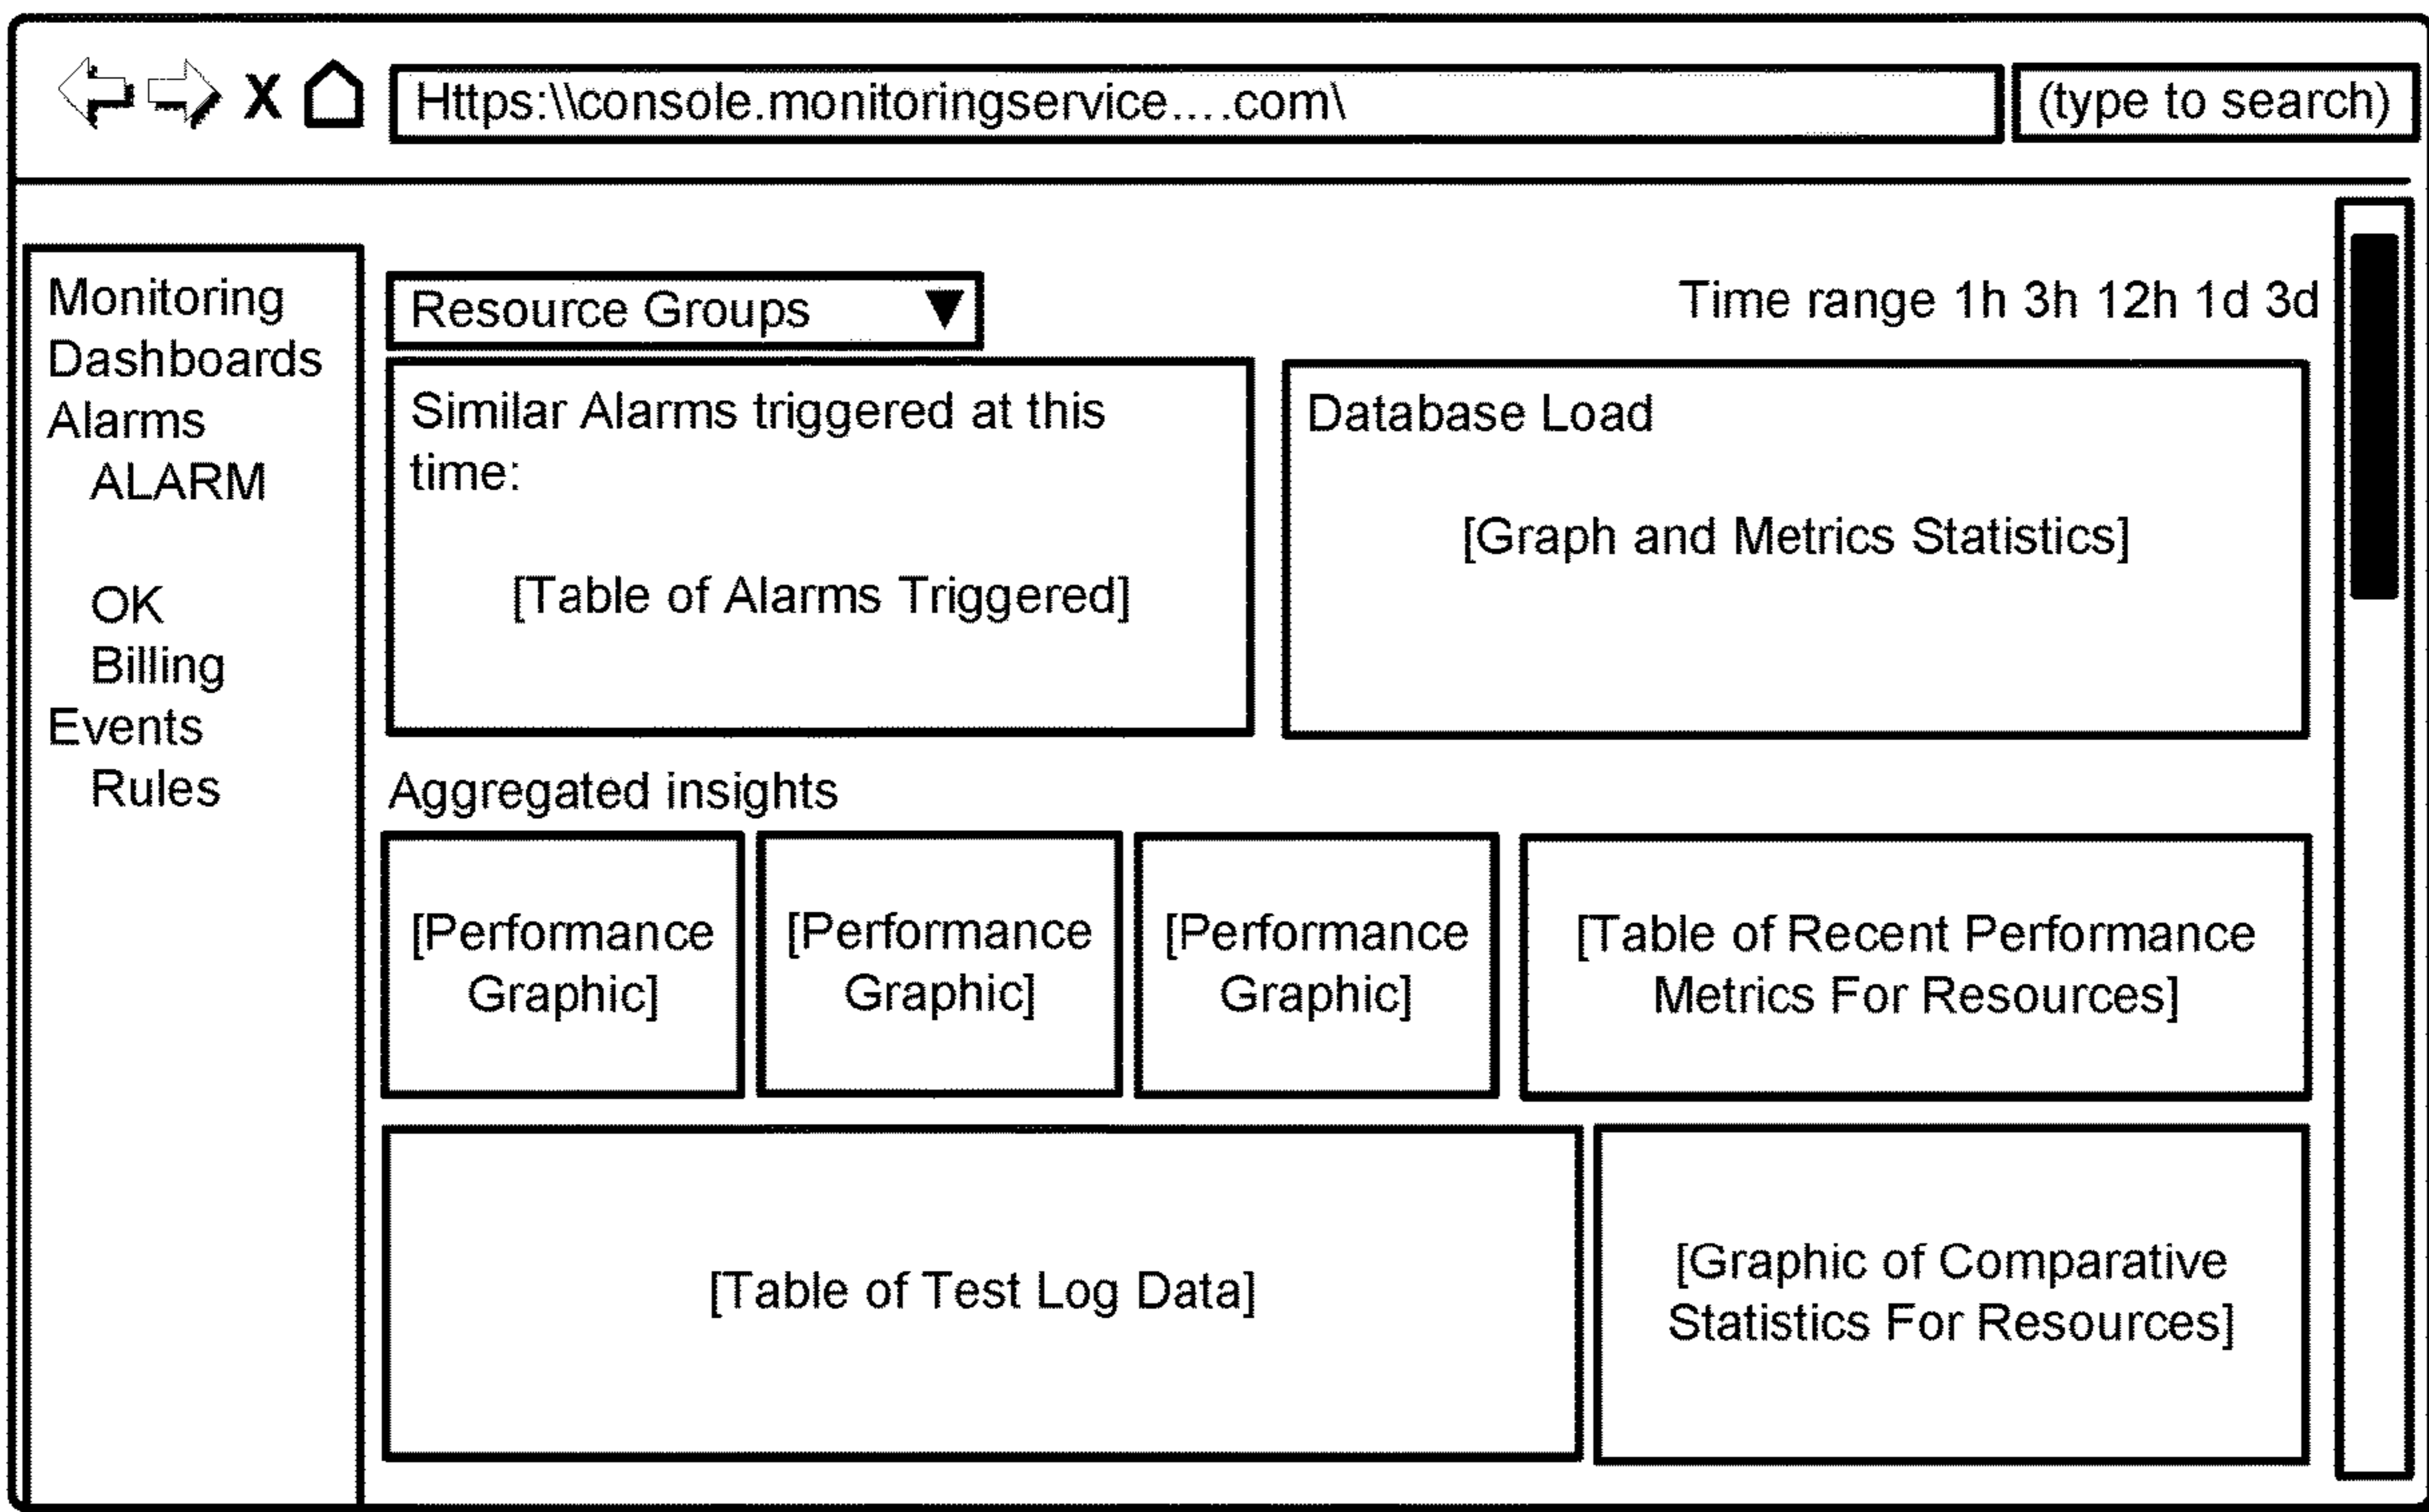 X
Https:\\console.monitoringservice....com\
(type to search)
Monitoring
Dashboards
Alarms
ALARM
OK
Billing
Events
Rules
Resource Groups
Time range 1h 3h 12h 1d 3d
Similar Alarms triggered at this
time:
[Table of Alarms Triggered]
Database Load
[Graph and Metrics Statistics]
Aggregated insights
[Performance
Graphic]
[Performance
Graphic]
[Performance
Graphic]
[Table of Recent Performance
Metrics For Resources]
[Table of Test Log Data]
[Graphic of Comparative
Statistics For Resources]